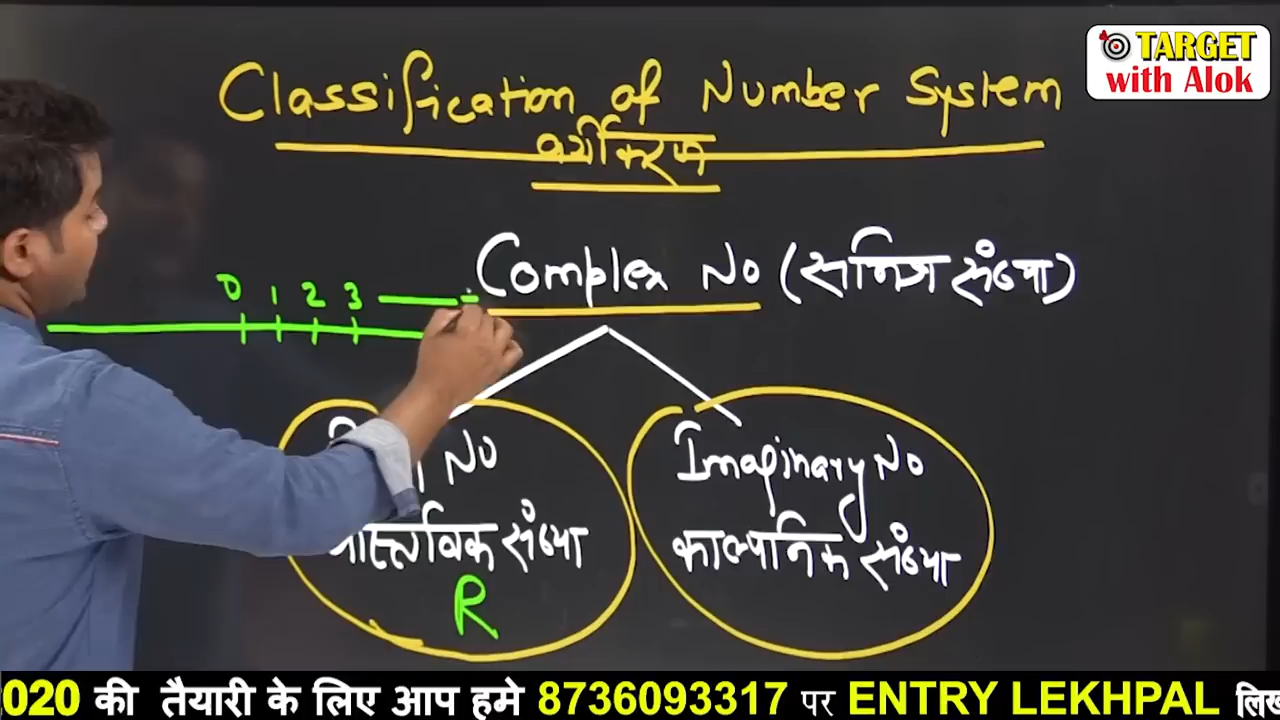 TARGET
with Alok
Classification of Number System
वर्गीकरण
Complex No (समिज संख्या)
0 1 2 3
No
Imaginary No
वास्तविक संख्या
काल्पनिक संख्या
R
020 की तैयारी के लिए आप हमे 8736093317 पर ENTRY LEKHPAL लिख